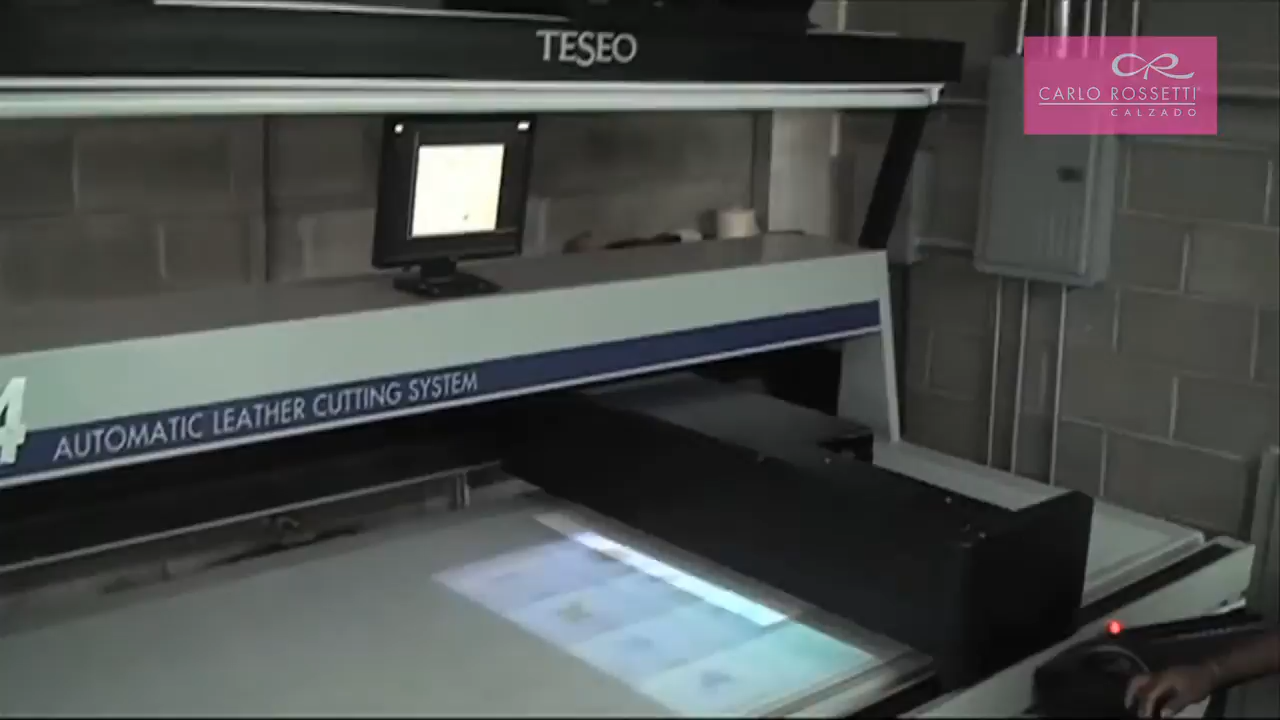 TESEO
CARLO ROSSETTI
CALZADO
4
AUTOMATIC LEATHER CUTTING SYSTEM